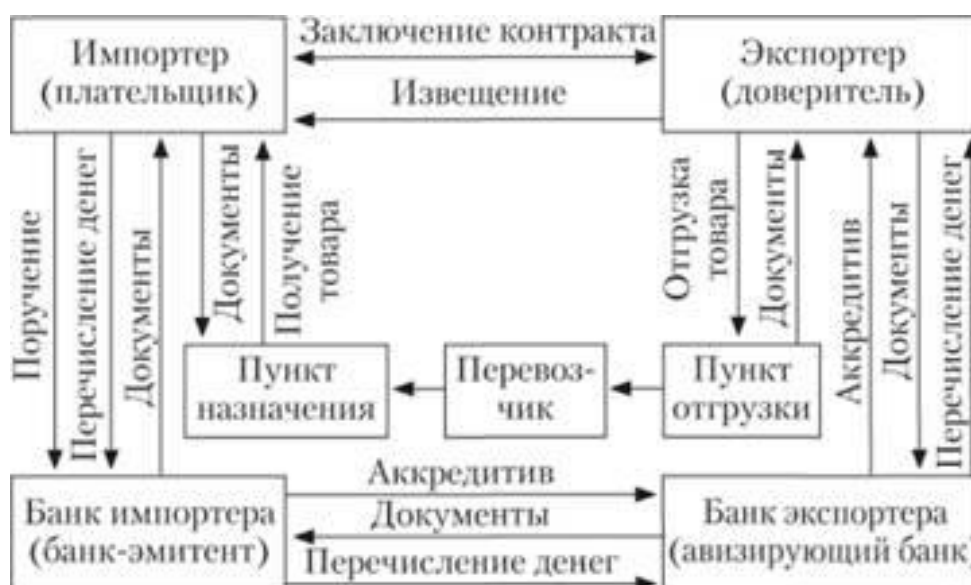 Импортер
(плательщик)
Заключение контракта
Извещение
Экспортер
(доверитель)
Поручение
Перечисление денег
Документы
Документы
Получение
товара
Отгрузка
товара
Документы
Аккредитив
Документы
Перечисление денег
Пункт
назначения
Перевоз-
чик
Пункт
отгрузки
Банк импортера
(банк-эмитент)
Аккредитив
Документы
Перечисление денег
Банк экспортера
(авизирующий банк)